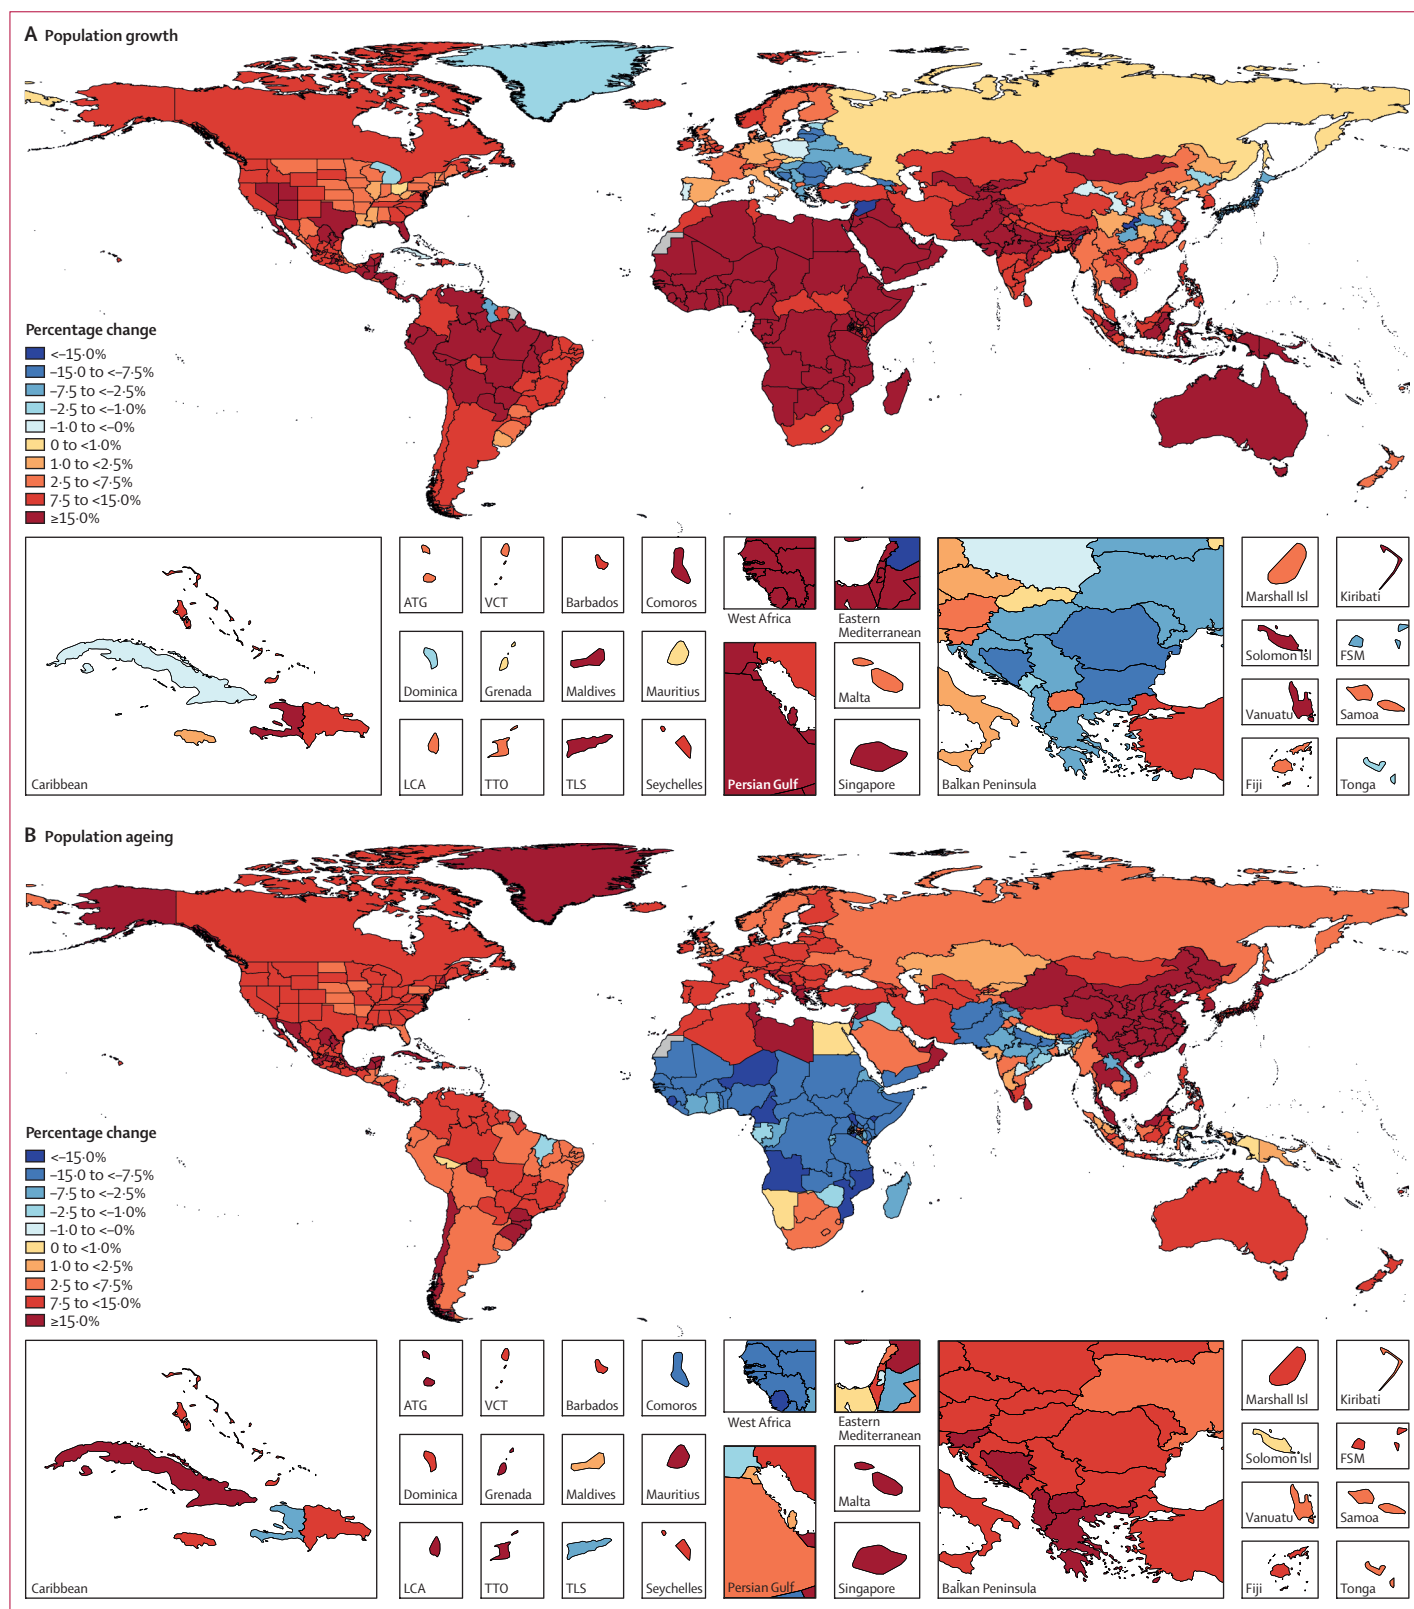 A Population growth
Percentage change
<–15·0%
–15·0 to <–7·5%
–7·5 to <–2·5%
–2·5 to <–1·0%
–1·0 to <–0%
0 to <1·0%
1·0 to <2·5%
2·5 to <7·5%
7·5 to <15·0%
≥15·0%
Caribbean
ATG
VCT
Barbados
Comoros
Dominica
Grenada
Maldives
Mauritius
LCA
TTO
TLS
Seychelles
West Africa
Eastern
Mediterranean
Persian Gulf
Malta
Singapore
Balkan Peninsula
Marshall Isl
Kiribati
Solomon Isl
FSM
Vanuatu
Samoa
Fiji
Tonga
B Population ageing
Percentage change
<–15·0%
–15·0 to <–7·5%
–7·5 to <–2·5%
–2·5 to <–1·0%
–1·0 to <–0%
0 to <1·0%
1·0 to <2·5%
2·5 to <7·5%
7·5 to <15·0%
≥15·0%
Caribbean
ATG
VCT
Barbados
Comoros
Dominica
Grenada
Maldives
Mauritius
LCA
TTO
TLS
Seychelles
West Africa
Eastern
Mediterranean
Persian Gulf
Malta
Singapore
Balkan Peninsula
Marshall Isl
Kiribati
Solomon Isl
FSM
Vanuatu
Samoa
Fiji
Tonga